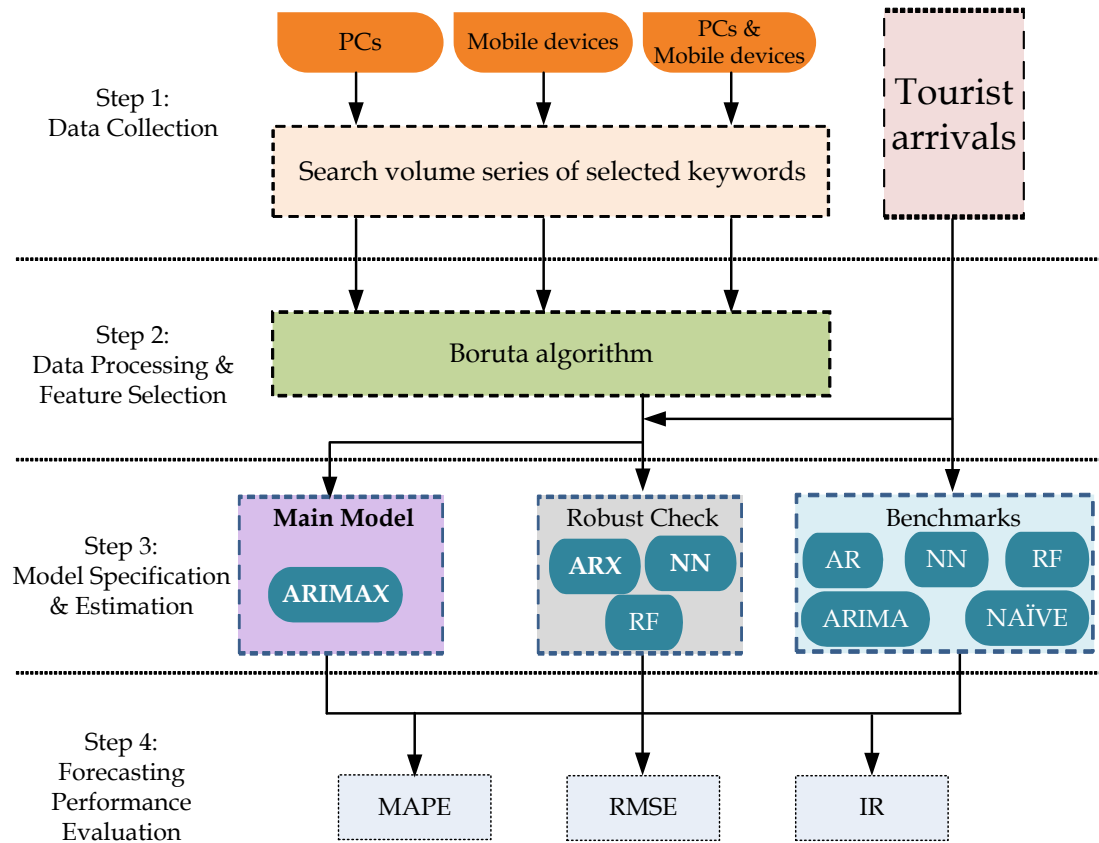 Step 1:
Data Collection
PCs
Mobile devices
PCs &
Mobile devices
Search volume series of selected keywords
Tourist
arrivals
Step 2:
Data Processing &
Feature Selection
Boruta algorithm
Step 3:
Model Specification
& Estimation
Main Model
ARIMAX
Robust Check
ARX
NN
RF
Benchmarks
AR
NN
RF
ARIMA
NAÏVE
Step 4:
Forecasting
Performance
Evaluation
MAPE
RMSE
IR